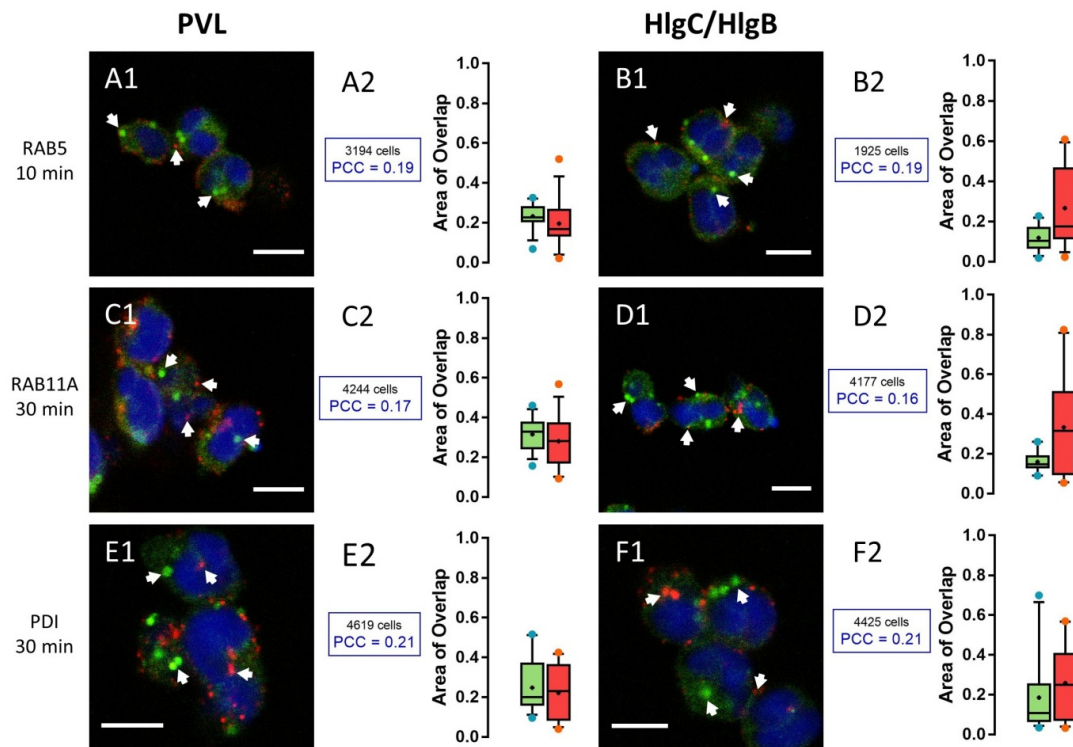 PVL
HlgC/HlgB
RAB5
10 min
A1
A2
3194 cells
PCC = 0.19
Area of Overlap
1.0
0.8
0.6
0.4
0.2
0.0
B1
B2
1925 cells
PCC = 0.19
Area of Overlap
1.0
0.8
0.6
0.4
0.2
0.0
RAB11A
30 min
C1
C2
4244 cells
PCC = 0.17
Area of Overlap
1.0
0.8
0.6
0.4
0.2
0.0
D1
D2
4177 cells
PCC = 0.16
Area of Overlap
1.0
0.8
0.6
0.4
0.2
0.0
PDI
30 min
E1
E2
4619 cells
PCC = 0.21
Area of Overlap
1.0
0.8
0.6
0.4
0.2
0.0
F1
F2
4425 cells
PCC = 0.21
Area of Overlap
1.0
0.8
0.6
0.4
0.2
0.0